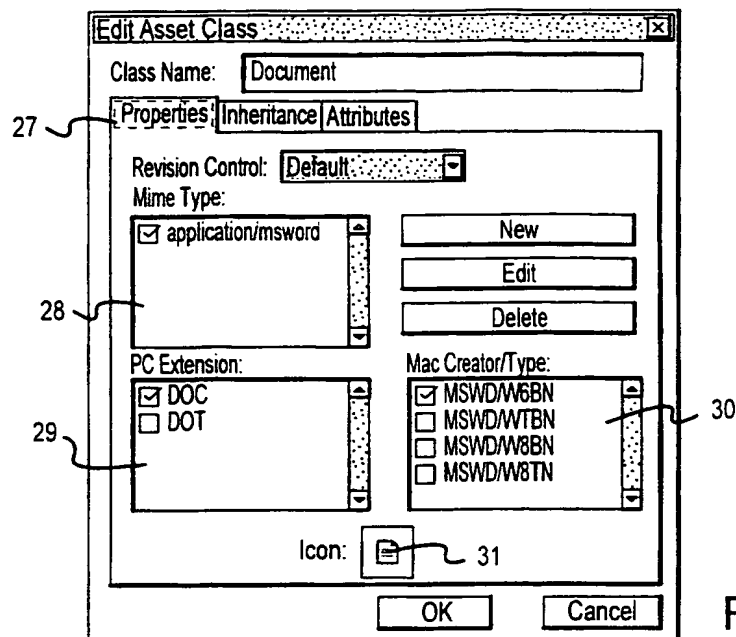 Edit Asset Class
Class Name: Document
27
Properties Inheritance Attributes
Revision Control: Default
Mime Type:
application/msword
New
Edit
Delete
28
PC Extension:
DOC
DOT
29
Mac Creator/Type:
MSWD/W6BN
MSWD/WTBN
MSWD/W8BN
MSWD/W8TN
30
Icon:
31
OK Cancel
F